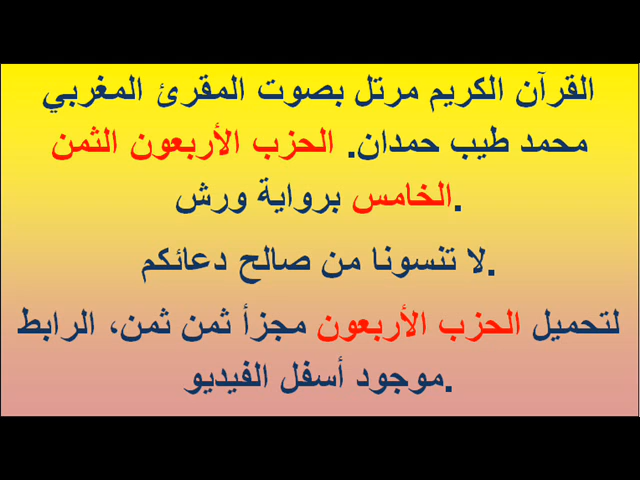 القرآن الكريم مرتل بصوت المقرئ المغربي
محمد طيب حمدان. الحزب الأربعون الثمن
الخامس برواية ورش.
لا تنسونا من صالح دعائكم.
لتحميل الحزب الأربعون مجزأ ثمن ثمن، الرابط
موجود أسفل الفيديو.